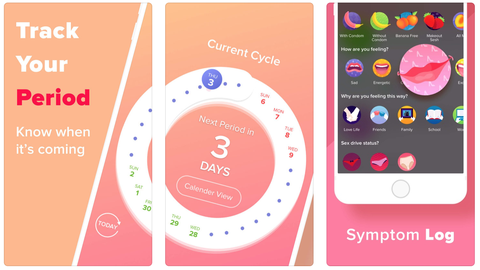 Track
Your
Period
Know when
it's coming
TODAY
SUN
2
SAT
1
FRI
30
Current Cycle
THU
3
SUN
6
MON
7
TUE
8
WED
9
Next Period in
3
DAYS
Calender View
THU
29
WED
28
With Condom
Without
Condom
Banana Free
Makeout
Sesh
How are you feeling?
Sad
Energetic
Why are you feeling this way?
Love Life
Friends
Family
School
Sex drive status?
Symptom Log